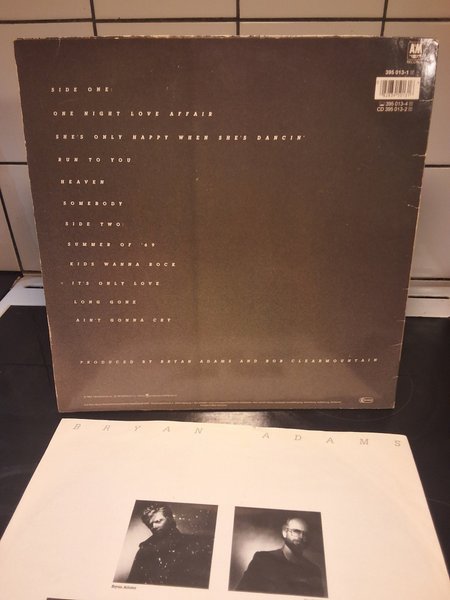 A&M
395 013-1
395 013-4
CD 395 013-2
SIDE ONE
ONE NIGHT LOVE AFFAIR
SHE'S ONLY HAPPY WHEN SHE'S DANCIN'
RUN TO YOU
HEAVEN
SOMEBODY
SIDE TWO
SUMMER OF '69
KIDS WANNA ROCK
IT'S ONLY LOVE
LONG GONE
AIN'T GONNA CRY
PRODUCED BY BRYAN ADAMS AND BOB CLEARMOUNTAIN
BRYAN ADAMS
Bryan Adams